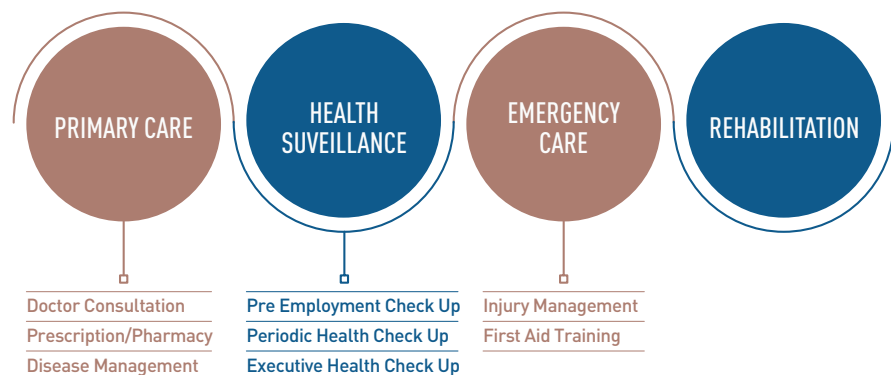 PRIMARY CARE
HEALTH
SUVEILLANCE
EMERGENCY
CARE
REHABILITATION
Doctor Consultation
Prescription/Pharmacy
Disease Management
Pre Employment Check Up
Periodic Health Check Up
Executive Health Check Up
Injury Management
First Aid Training